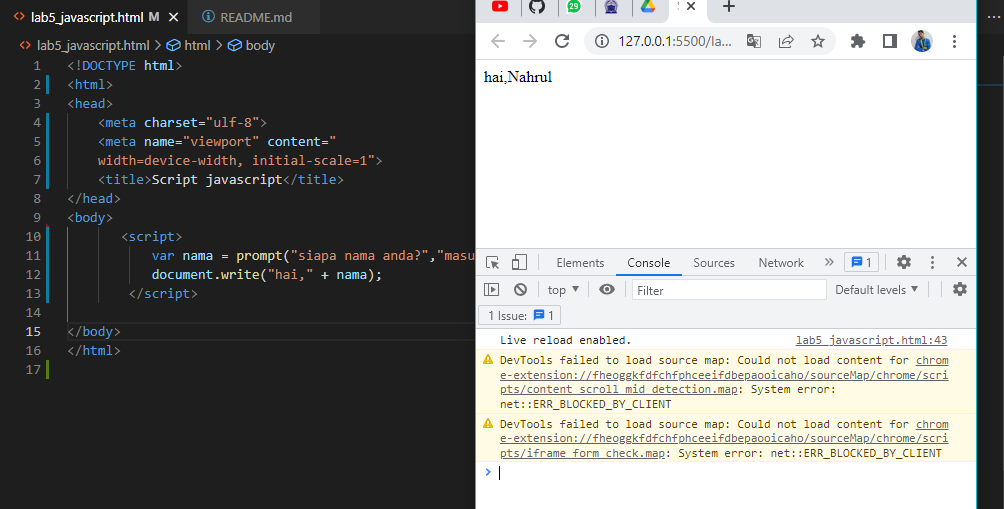 lab5_javascript.html M
README.md
lab5_javascript.html > html > body
1 <!DOCTYPE html>
2 <html>
3 <head>
4 <meta charset="ulf-8">
5 <meta name="viewport" content="
6 width=device-width, initial-scale=1">
7 <title>Script javascript</title>
8 </head>
9 <body>
10 <script>
11 var nama = prompt("siapa nama anda?","masu
12 document.write("hai," + nama);
13 </script>
14
15 </body>
16 </html>
17
29
S
127.0.0.1:5500/la...
hai,Nahrul
Elements Console Sources Network » 1
top Filter Default levels
1 Issue: 1
Live reload enabled. lab5_javascript.html:43
DevTools failed to load source map: Could not load content for chrom
e-extension://fheoggkfdfchfphceeifdbepaooicaho/sourceMap/chrome/scri
pts/content_scroll_mid_detection.map: System error:
net::ERR_BLOCKED_BY_CLIENT
DevTools failed to load source map: Could not load content for chrom
e-extension://fheoggkfdfchfphceeifdbepaooicaho/sourceMap/chrome/scri
pts/iframe_form_check.map: System error: net::ERR_BLOCKED_BY_CLIENT